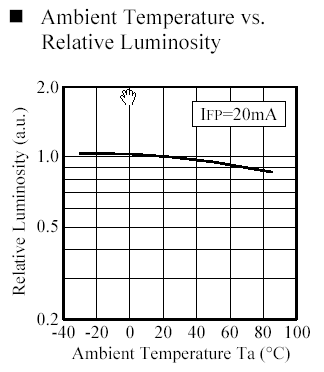 ■ Ambient Temperature vs.
Relative Luminosity
IFP=20mA
Relative Luminosity (a.u.)
2.0
1.0
0.5
0.2
-40 -20 0 20 40 60 80 100
Ambient Temperature Ta (°C)